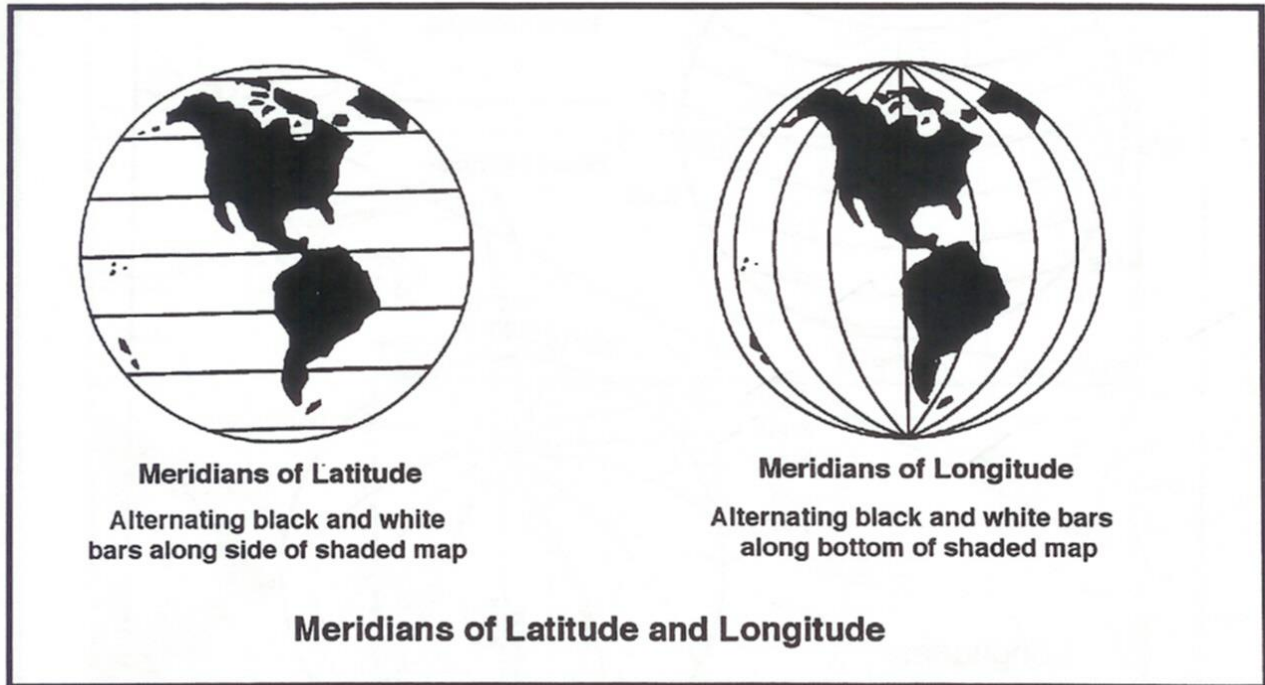 Meridians of Latitude
Alternating black and white
bars along side of shaded map
Meridians of Longitude
Alternating black and white bars
along bottom of shaded map
Meridians of Latitude and Longitude